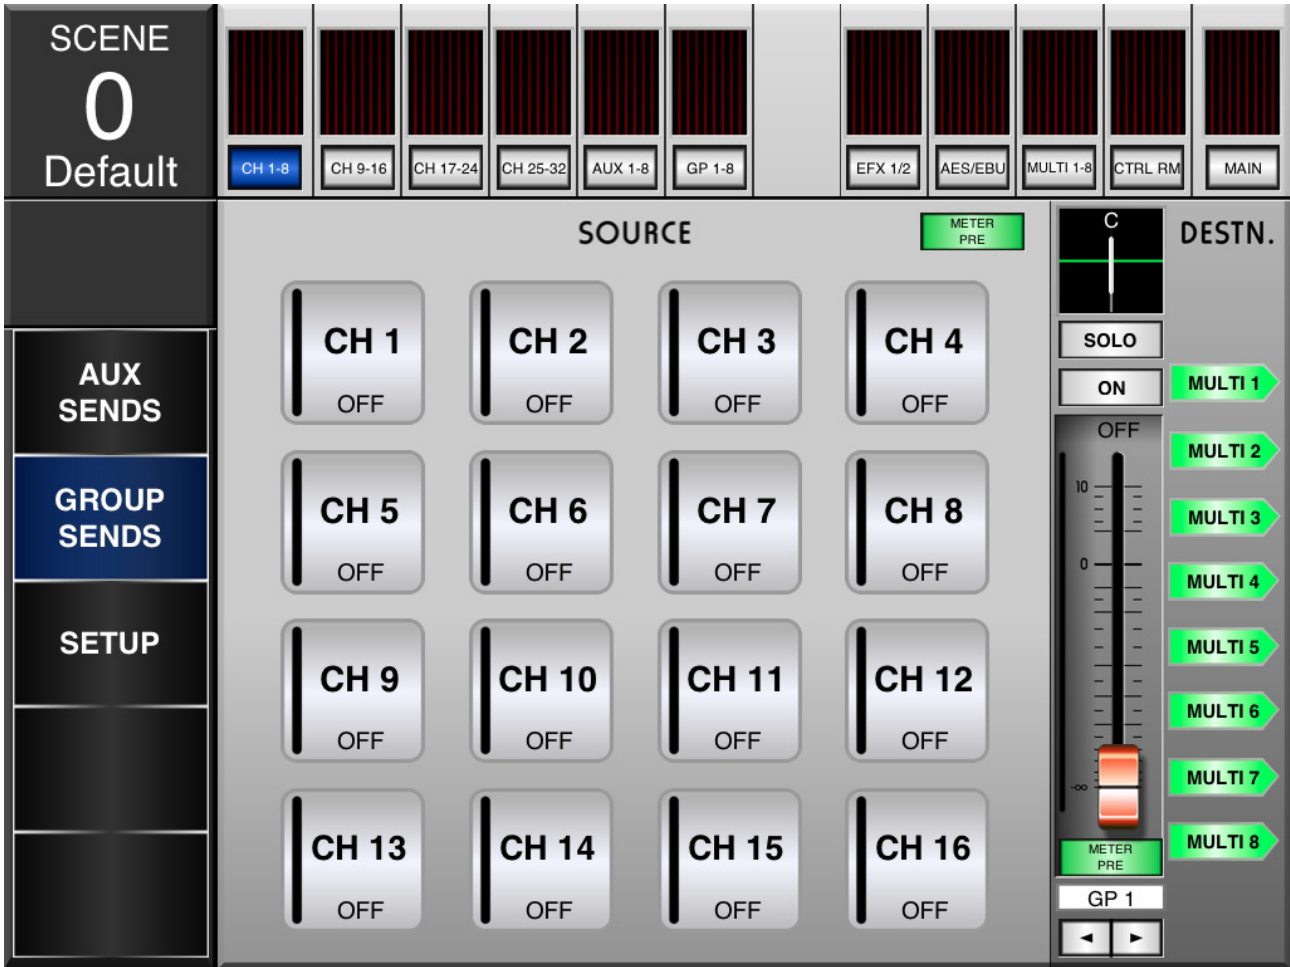 SCENE
0
Default
CH 1-8
CH 9-16
CH 17-24
CH 25-32
AUX 1-8
GP 1-8
EFX 1/2
AES/EBU
MULTI 1-8
CTRL RM
MAIN
AUX
SENDS
GROUP
SENDS
SETUP
SOURCE
METER
PRE
CH 1
OFF
CH 2
OFF
CH 3
OFF
CH 4
OFF
CH 5
OFF
CH 6
OFF
CH 7
OFF
CH 8
OFF
CH 9
OFF
CH 10
OFF
CH 11
OFF
CH 12
OFF
CH 13
OFF
CH 14
OFF
CH 15
OFF
CH 16
OFF
C
SOLO
ON
OFF
10
0
-∞
METER
PRE
GP 1
DESTN.
MULTI 1
MULTI 2
MULTI 3
MULTI 4
MULTI 5
MULTI 6
MULTI 7
MULTI 8